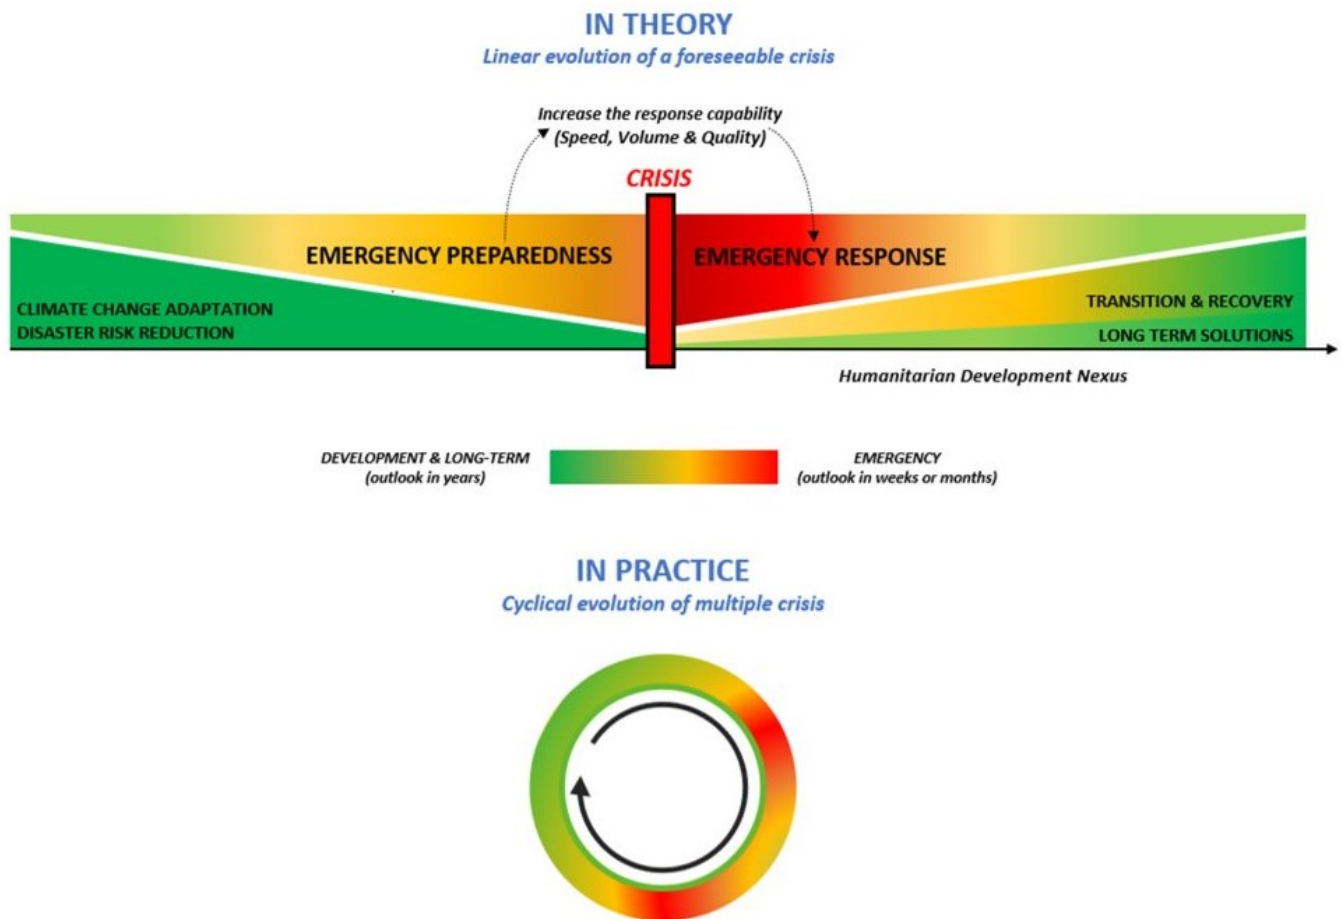 IN THEORY
Linear evolution of a foreseeable crisis
Increase the response capability
(Speed, Volume & Quality)
CRISIS
EMERGENCY PREPAREDNESS
EMERGENCY RESPONSE
CLIMATE CHANGE ADAPTATION
DISASTER RISK REDUCTION
TRANSITION & RECOVERY
LONG TERM SOLUTIONS
Humanitarian Development Nexus
DEVELOPMENT & LONG-TERM
(outlook in years)
EMERGENCY
(outlook in weeks or months)
IN PRACTICE
Cyclical evolution of multiple crisis